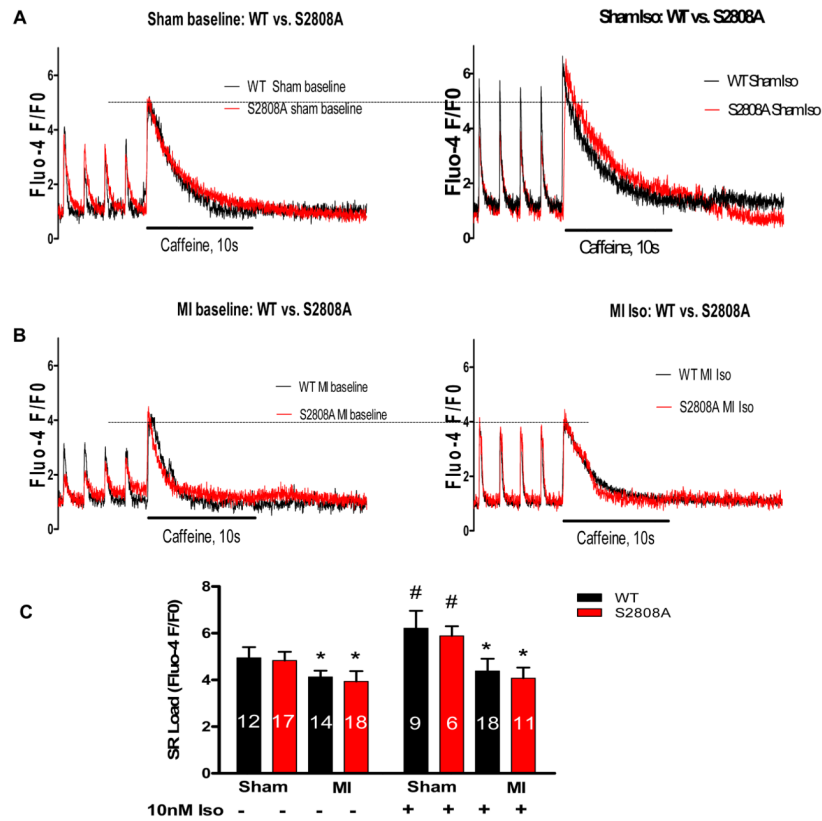 A
Sham baseline: WT vs. S2808A
Sham Iso: WT vs. S2808A
Fluo-4 F/F0
6
4
2
0
WT Sham baseline
S2808A sham baseline
Caffeine, 10s
Fluo-4 F/F0
6
4
2
0
WT Sham Iso
S2808A Sham Iso
Caffeine, 10s
B
MI baseline: WT vs. S2808A
MI Iso: WT vs. S2808A
Fluo-4 F/F0
6
4
2
0
WT MI baseline
S2808A MI baseline
Caffeine, 10s
Fluo-4 F/F0
6
4
2
0
WT MI Iso
S2808A MI Iso
Caffeine, 10s
C
SR Load (Fluo-4 F/F0)
8
6
4
2
0
WT
S2808A
* * # # * *
12 17 14 18 9 6 18 11
Sham MI Sham MI
10nM Iso - - - - + + + +